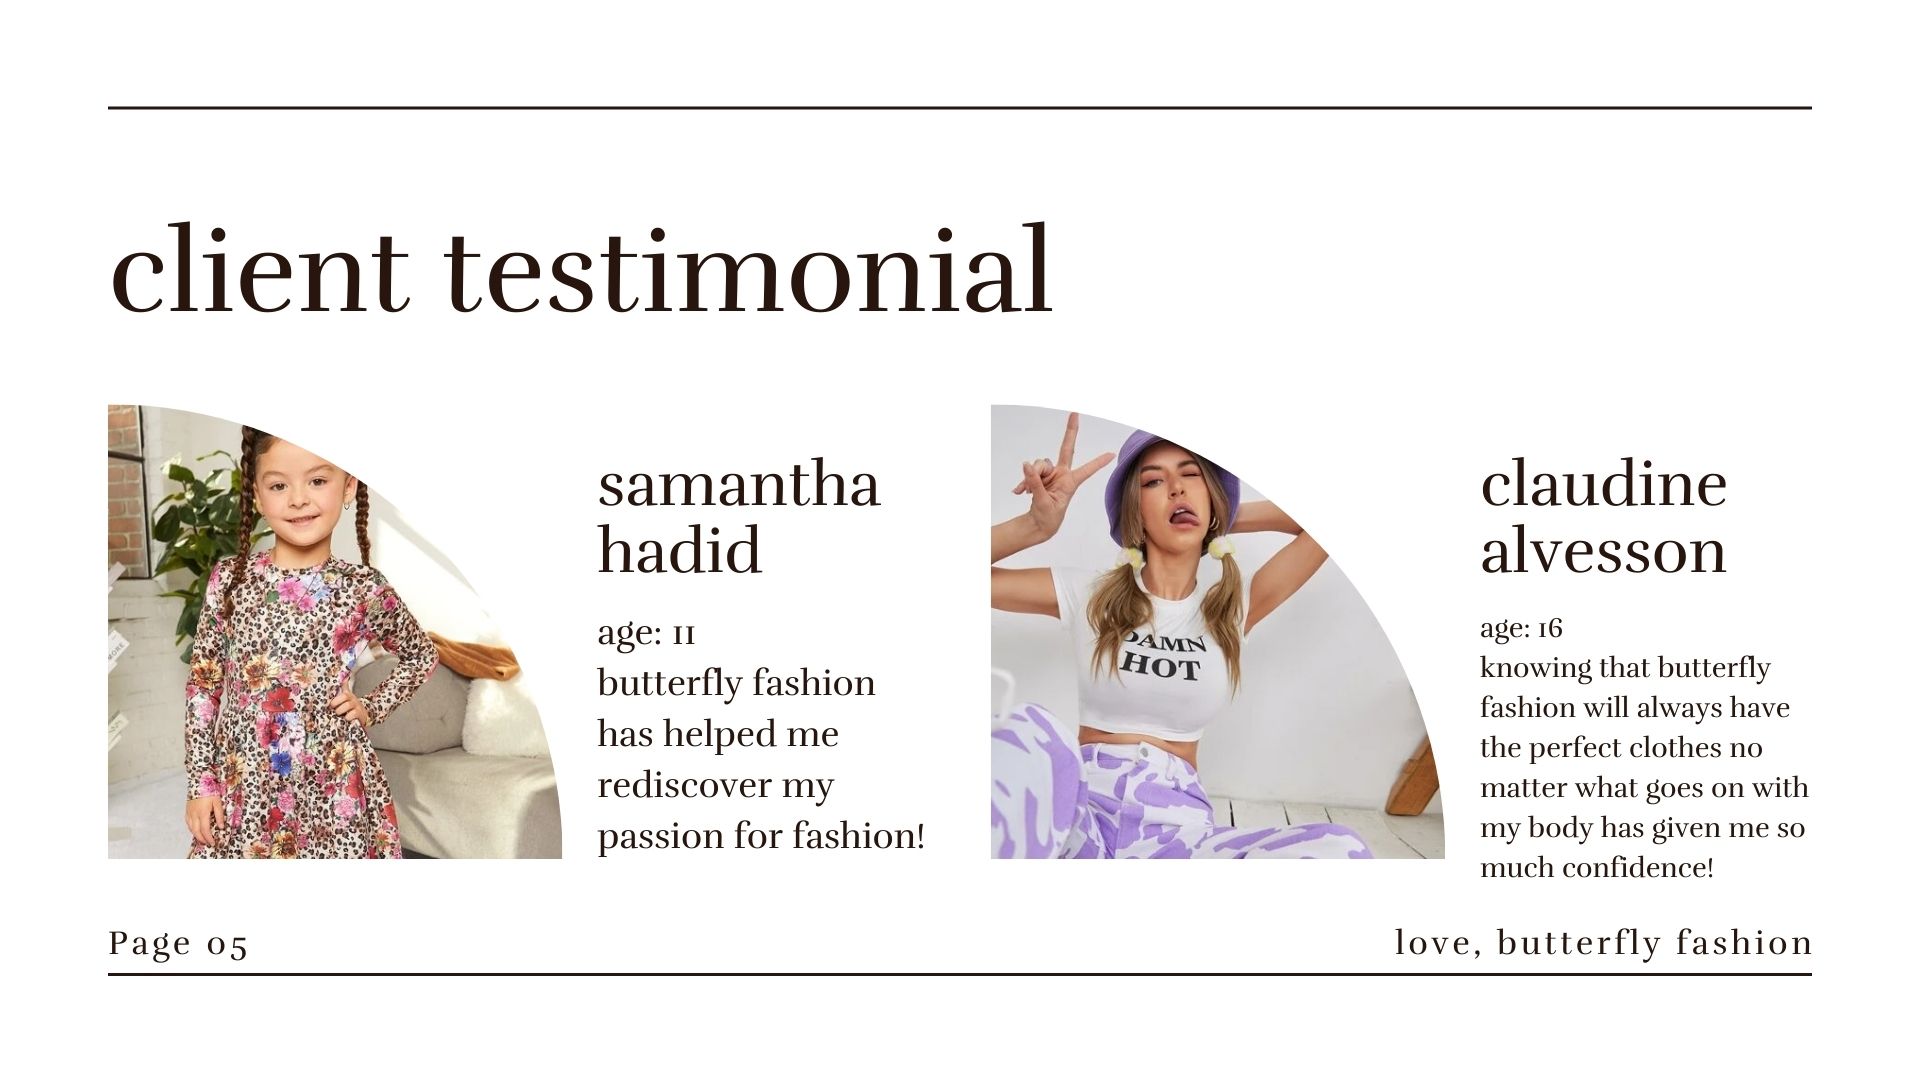 client testimonial
samantha
hadid
age: 11
butterfly fashion
has helped me
rediscover my
passion for fashion!
DAMN
HOT
claudine
alvesson
age: 16
knowing that butterfly
fashion will always have
the perfect clothes no
matter what goes on with
my body has given me so
much confidence!
Page 05
love, butterfly fashion